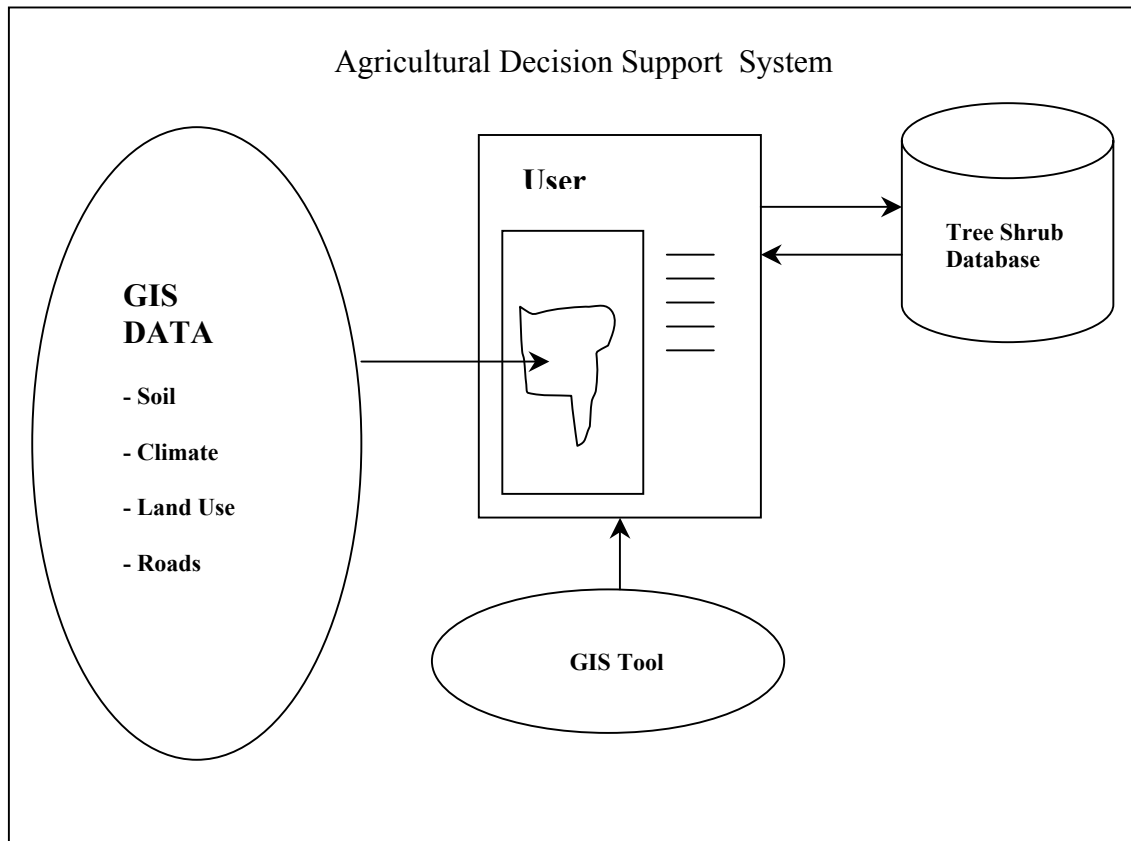 Agricultural Decision Support System
User
Tree Shrub
Database
GIS
DATA
- Soil
- Climate
- Land Use
- Roads
GIS Tool